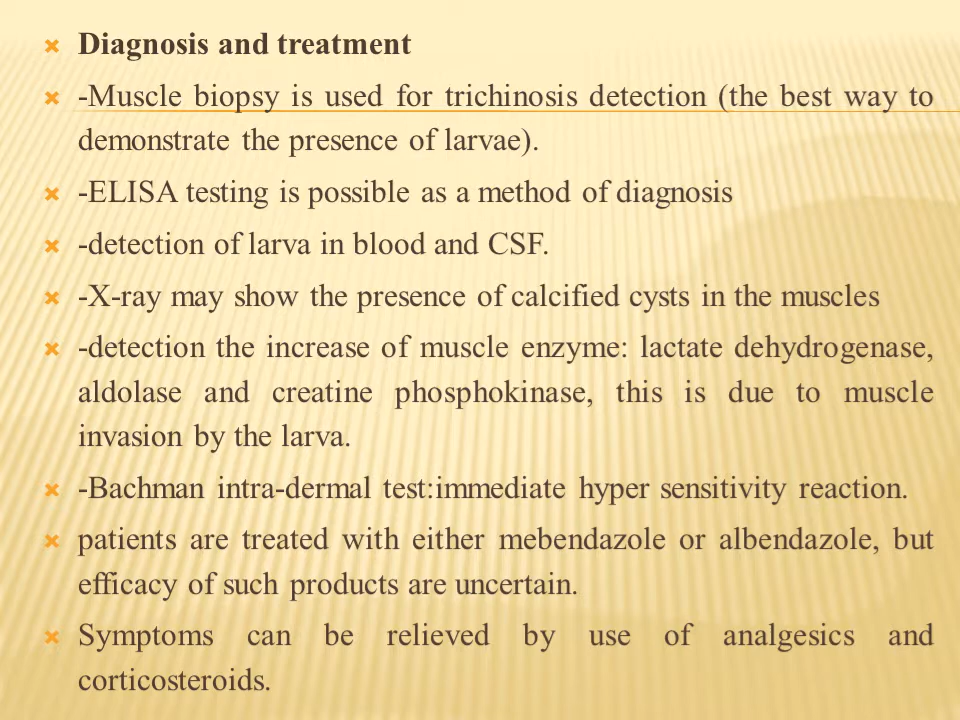 Diagnosis and treatment
-Muscle biopsy is used for trichinosis detection (the best way to
demonstrate the presence of larvae).
-ELISA testing is possible as a method of diagnosis
-detection of larva in blood and CSF.
-X-ray may show the presence of calcified cysts in the muscles
-detection the increase of muscle enzyme: lactate dehydrogenase,
aldolase and creatine phosphokinase, this is due to muscle
invasion by the larva.
-Bachman intra-dermal test:immediate hyper sensitivity reaction.
patients are treated with either mebendazole or albendazole, but
efficacy of such products are uncertain.
Symptoms can be relieved by use of analgesics and
corticosteroids.